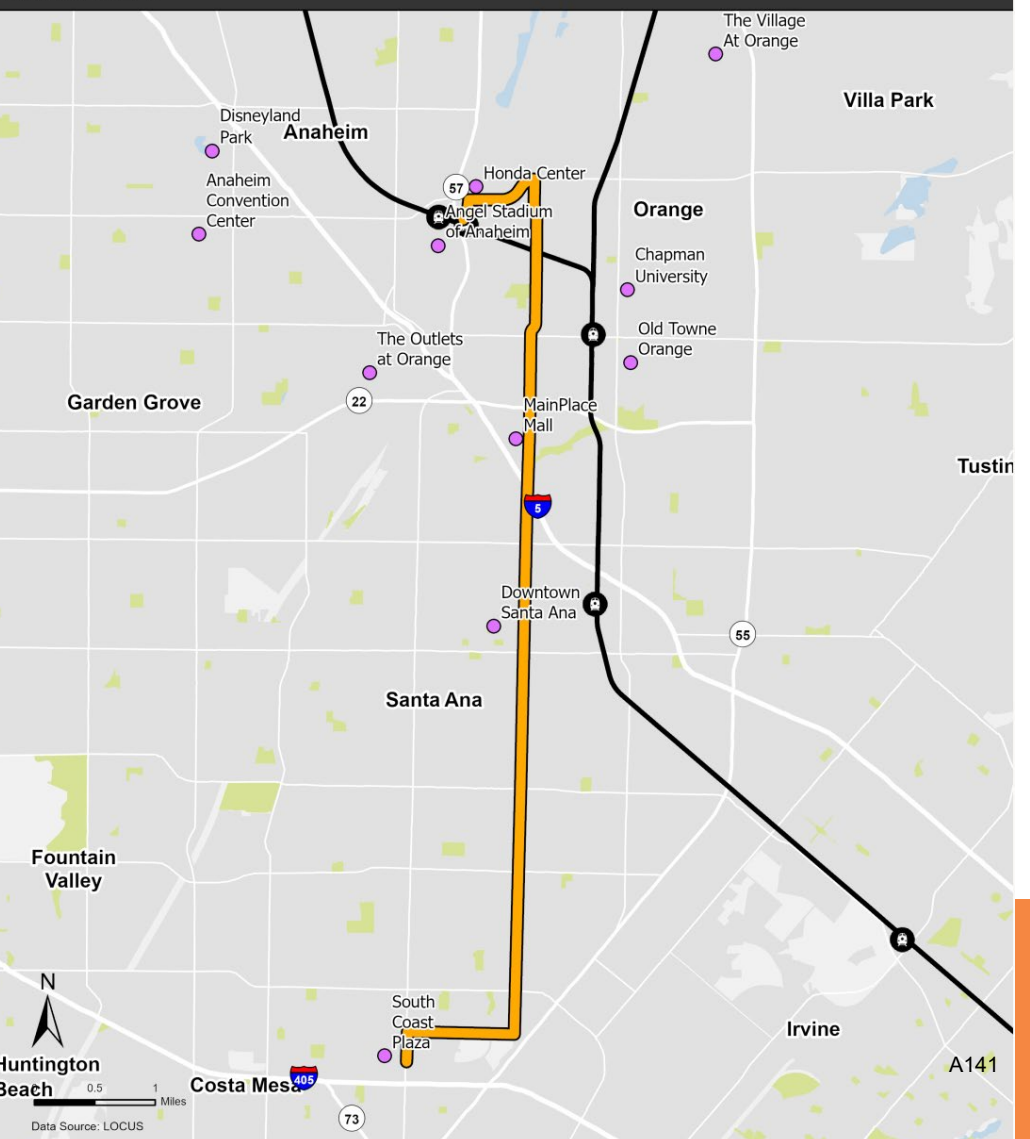 The Village
At Orange
Villa Park
Disneyland
Park
Anaheim
Anaheim
Convention
Center
57
Honda Center
Angel Stadium
of Anaheim
Orange
Chapman
University
The Outlets
at Orange
Old Towne
Orange
22
Garden Grove
MainPlace
Mall
Tustin
5
Downtown
Santa Ana
55
Santa Ana
Fountain
Valley
N
South
Coast
Plaza
Irvine
A141
Huntington
Beach
Costa Mesa
405
0 0.5 1
Miles
73
Data Source: LOCUS